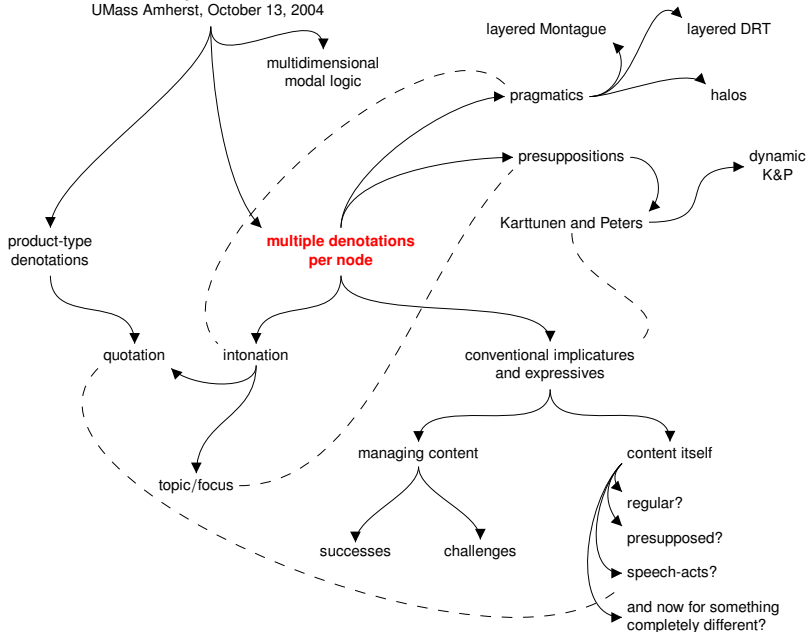 UMass Amherst, October 13, 2004
layered Montague
layered DRT
multidimensional
modal logic
pragmatics
halos
presuppositions
dynamic
K&P
Karttunen and Peters
product-type
denotations
multiple denotations
per node
quotation
intonation
conventional implicatures
and expressives
managing content
content itself
topic/focus
regular?
presupposed?
successes
challenges
speech-acts?
and now for something
completely different?